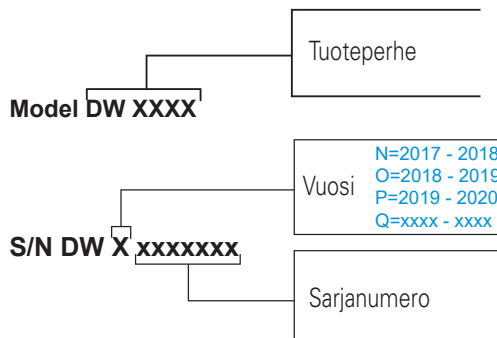 Tuoteperhe
Model DW XXXX
Vuosi
N=2017 - 2018
O=2018 - 2019
P=2019 - 2020
Q=xxxx - xxxx
S/N DW X xxxxxxx
Sarjanumero